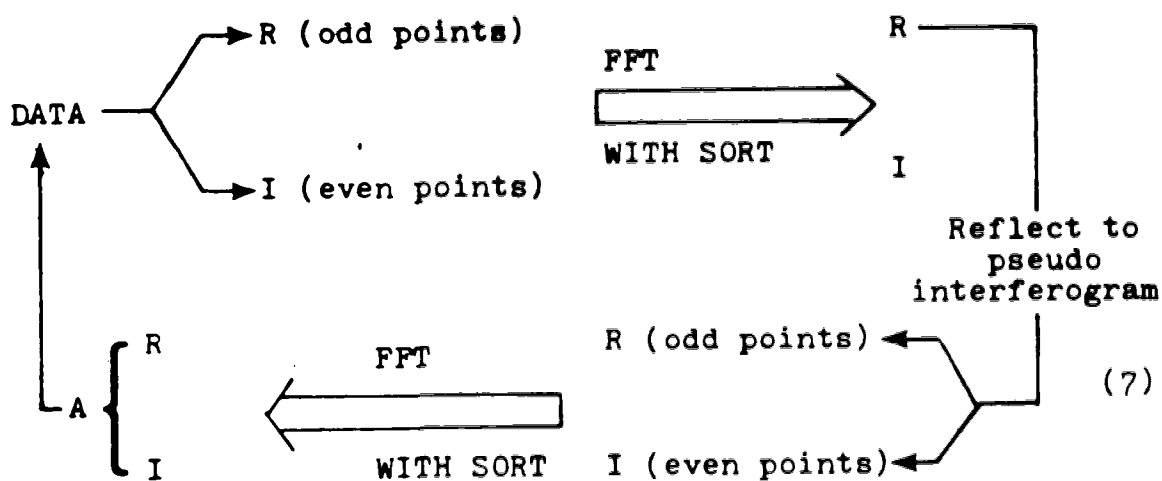 R (odd points)
DATA
I (even points)
FFT
WITH SORT
R
I
Reflect to
pseudo
interferogram
R (odd points)
I (even points)
(7)
FFT
WITH SORT
A
R
I